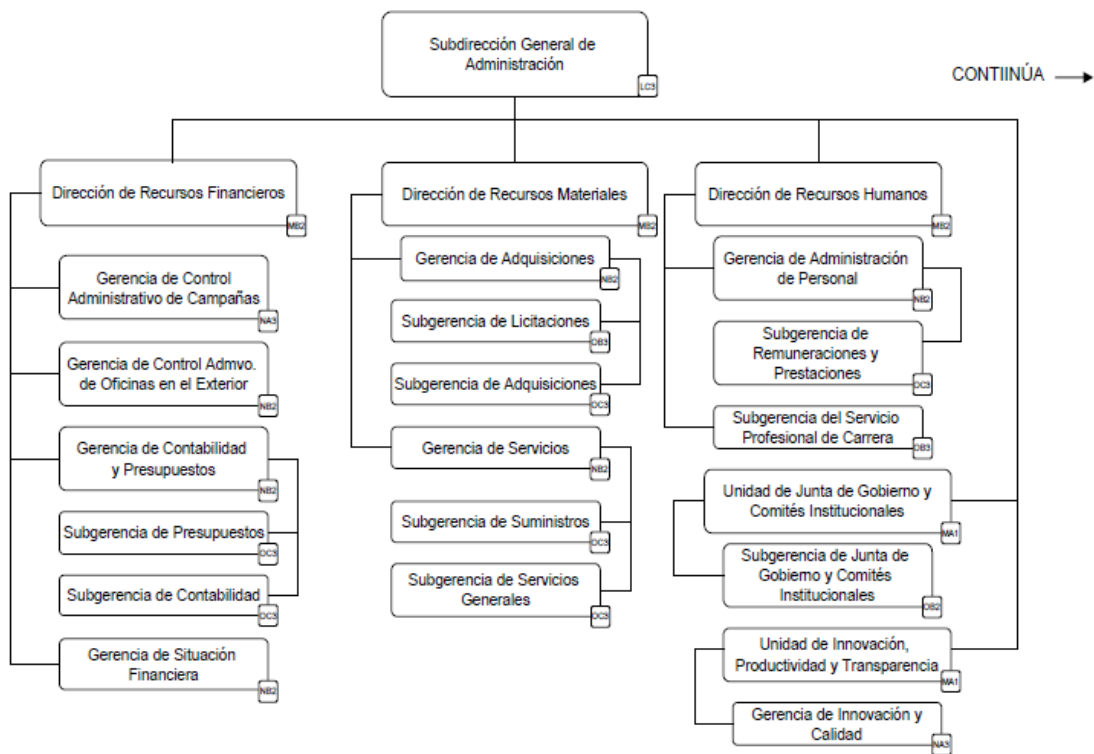 Subdirección General de
Administración
LC3
CONTIINÚA
Dirección de Recursos Financieros
MB2
Gerencia de Control
Administrativo de Campañas
NA3
Gerencia de Control Admvo.
de Oficinas en el Exterior
NB2
Gerencia de Contabilidad
y Presupuestos
NB2
Subgerencia de Presupuestos
OC3
Subgerencia de Contabilidad
OC3
Gerencia de Situación
Financiera
NB2
Dirección de Recursos Materiales
MB2
Gerencia de Adquisiciones
NB2
Subgerencia de Licitaciones
OB3
Subgerencia de Adquisiciones
OC3
Gerencia de Servicios
NB2
Subgerencia de Suministros
OC3
Subgerencia de Servicios
Generales
OC3
Dirección de Recursos Humanos
MB2
Gerencia de Administración
de Personal
NB2
Subgerencia de
Remuneraciones y
Prestaciones
OC3
Subgerencia del Servicio
Profesional de Carrera
OB3
Unidad de Junta de Gobierno y
Comités Institucionales
MA1
Subgerencia de Junta de
Gobierno y Comités
Institucionales
OB2
Unidad de Innovación,
Productividad y Transparencia
MA1
Gerencia de Innovación y
Calidad
NA3